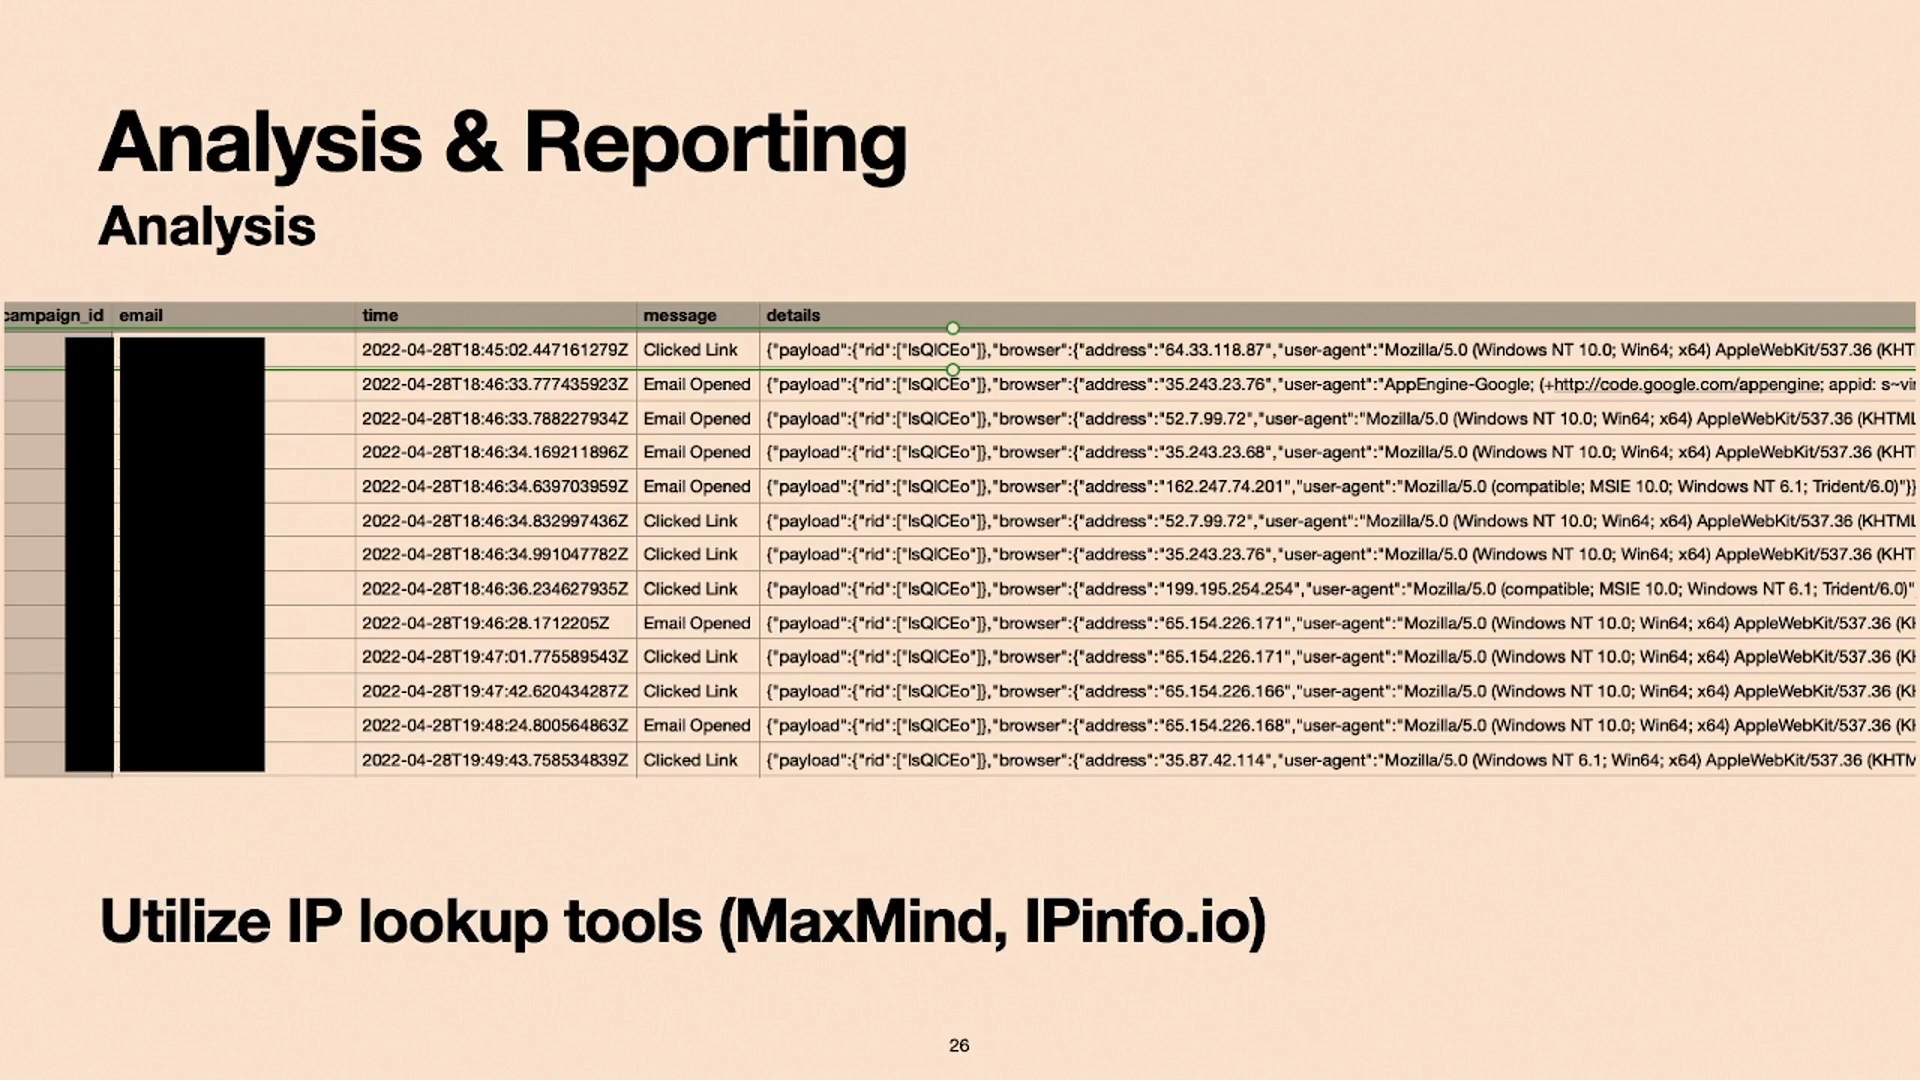 Analysis & Reporting
Analysis
campaign_id email time message details
2022-04-28T18:45:02.447161279Z Clicked Link {"payload":{"rid":["IsQICEo"]},"browser":{"address":"64.33.118.87","user-agent":"Mozilla/5.0 (Windows NT 10.0; Win64; x64) AppleWebKit/537.36 (KHT
2022-04-28T18:46:33.777435923Z Email Opened {"payload":{"rid":["IsQICEo"]},"browser":{"address":"35.243.23.76","user-agent":"AppEngine-Google; (+http://code.google.com/appengine; appid: s~vi
2022-04-28T18:46:33.788227934Z Email Opened {"payload":{"rid":["IsQICEo"]},"browser":{"address":"52.7.99.72","user-agent":"Mozilla/5.0 (Windows NT 10.0; Win64; x64) AppleWebKit/537.36 (KHTML
2022-04-28T18:46:34.169211896Z Email Opened {"payload":{"rid":["IsQICEo"]},"browser":{"address":"35.243.23.68","user-agent":"Mozilla/5.0 (Windows NT 10.0; Win64; x64) AppleWebKit/537.36 (KHT
2022-04-28T18:46:34.639703959Z Email Opened {"payload":{"rid":["IsQICEo"]},"browser":{"address":"162.247.74.201","user-agent":"Mozilla/5.0 (compatible; MSIE 10.0; Windows NT 6.1; Trident/6.0)"}}
2022-04-28T18:46:34.832997436Z Clicked Link {"payload":{"rid":["IsQICEo"]},"browser":{"address":"52.7.99.72","user-agent":"Mozilla/5.0 (Windows NT 10.0; Win64; x64) AppleWebKit/537.36 (KHTML
2022-04-28T18:46:34.991047782Z Clicked Link {"payload":{"rid":["IsQICEo"]},"browser":{"address":"35.243.23.76","user-agent":"Mozilla/5.0 (Windows NT 10.0; Win64; x64) AppleWebKit/537.36 (KHT
2022-04-28T18:46:36.234627935Z Clicked Link {"payload":{"rid":["IsQICEo"]},"browser":{"address":"199.195.254.254","user-agent":"Mozilla/5.0 (compatible; MSIE 10.0; Windows NT 6.1; Trident/6.0)"
2022-04-28T19:46:28.1712205Z Email Opened {"payload":{"rid":["IsQICEo"]},"browser":{"address":"65.154.226.171","user-agent":"Mozilla/5.0 (Windows NT 10.0; Win64; x64) AppleWebKit/537.36 (KH
2022-04-28T19:47:01.775589543Z Clicked Link {"payload":{"rid":["IsQICEo"]},"browser":{"address":"65.154.226.171","user-agent":"Mozilla/5.0 (Windows NT 10.0; Win64; x64) AppleWebKit/537.36 (KH
2022-04-28T19:47:42.620434287Z Clicked Link {"payload":{"rid":["IsQICEo"]},"browser":{"address":"65.154.226.166","user-agent":"Mozilla/5.0 (Windows NT 10.0; Win64; x64) AppleWebKit/537.36 (KH
2022-04-28T19:48:24.800564863Z Email Opened {"payload":{"rid":["IsQICEo"]},"browser":{"address":"65.154.226.168","user-agent":"Mozilla/5.0 (Windows NT 10.0; Win64; x64) AppleWebKit/537.36 (KH
2022-04-28T19:49:43.758534839Z Clicked Link {"payload":{"rid":["IsQICEo"]},"browser":{"address":"35.87.42.114","user-agent":"Mozilla/5.0 (Windows NT 6.1; Win64; x64) AppleWebKit/537.36 (KHTM
Utilize IP lookup tools (MaxMind, IPinfo.io)
26